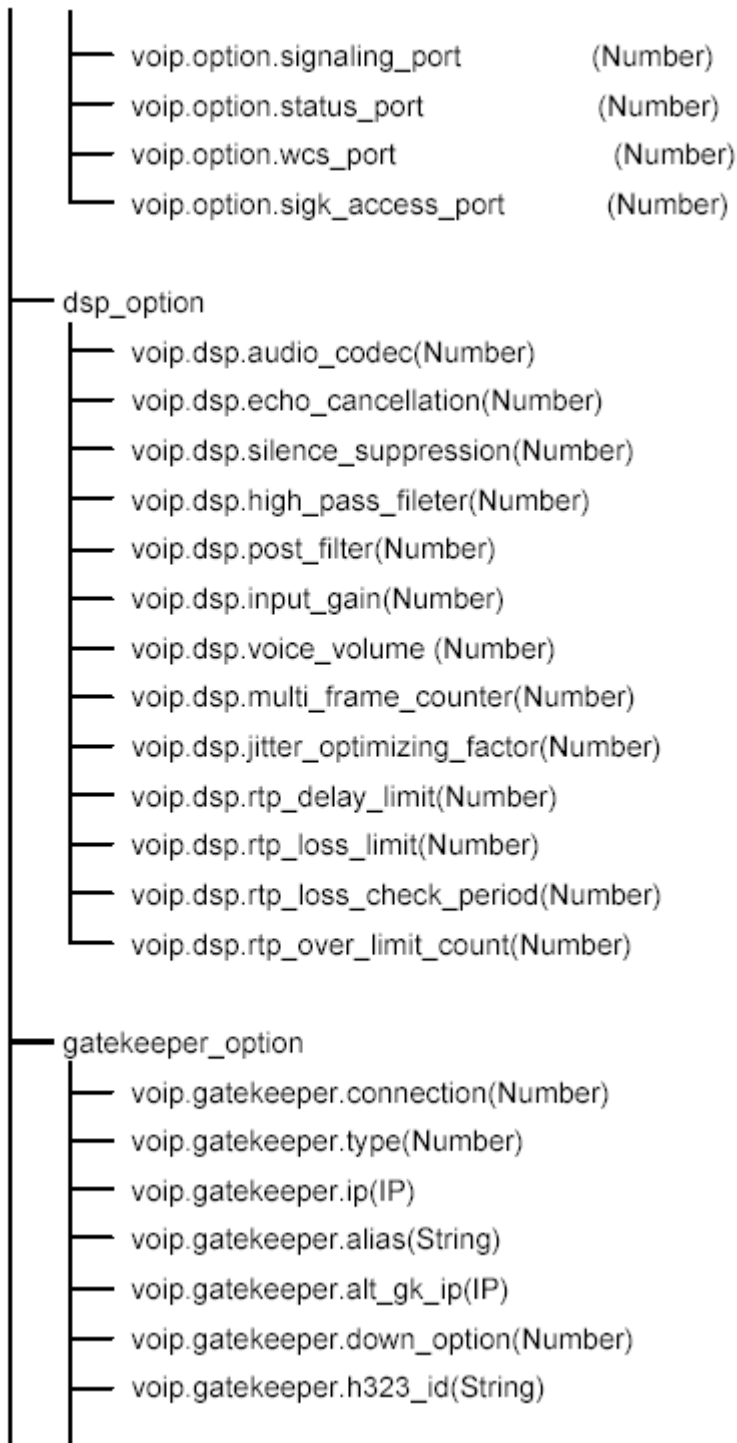 voip.option.signaling_port (Number)
voip.option.status_port (Number)
voip.option.wcs_port (Number)
voip.option.sigk_access_port (Number)
dsp_option
voip.dsp.audio_codec(Number)
voip.dsp.echo_cancellation(Number)
voip.dsp.silence_suppression(Number)
voip.dsp.high_pass_fileter(Number)
voip.dsp.post_filter(Number)
voip.dsp.input_gain(Number)
voip.dsp.voice_volume (Number)
voip.dsp.multi_frame_counter(Number)
voip.dsp.jitter_optimizing_factor(Number)
voip.dsp.rtp_delay_limit(Number)
voip.dsp.rtp_loss_limit(Number)
voip.dsp.rtp_loss_check_period(Number)
voip.dsp.rtp_over_limit_count(Number)
gatekeeper_option
voip.gatekeeper.connection(Number)
voip.gatekeeper.type(Number)
voip.gatekeeper.ip(IP)
voip.gatekeeper.alias(String)
voip.gatekeeper.alt_gk_ip(IP)
voip.gatekeeper.down_option(Number)
voip.gatekeeper.h323_id(String)